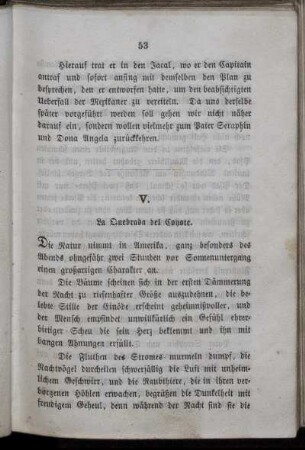 53
Hierauf trat er in den Jacal, wo er den Capitain
antraf und sofort anfing mit demselben den Plan zu
besprechen, den er entworfen hatte, um den beabsichtigten
Ueberfall der Mexikaner zu vereiteln. Da uns derselbe
später vorgeführt werden soll gehen wir nicht näher
darauf ein, sondern wollen vielmehr zum Pater Seraphin
und Dona Angela zurückkehren.
V.
La Quebrada del Coyote.
Die Natur nimmt in Amerika, ganz besonders des
Abends ohngefähr zwei Stunden vor Sonnenuntergang
einen großartigen Charakter an.
Die Bäume scheinen sich in der ersten Dämmerung
der Nacht zu riesenhafter Größe auszudehnen, die be-
lebte Stille der Einöde erscheint geheimnißvoller, und
der Mensch empfindet unwillkürlich ein Gefühl ehrer-
bietiger Scheu die sein Herz beklemmt und ihn mit
bangen Ahnungen erfüllt.
Die Fluthen des Stromes murmeln dumpf, die
Nachtvögel durcheilen schwerfällig die Luft mit unheim-
lichem Geschwirr, und die Raubthiere, die in ihren ver-
borgenen Höhlen erwachen, begrüßen die Dunkelheit mit
freudigem Geheul, denn während der Nacht sind sie die